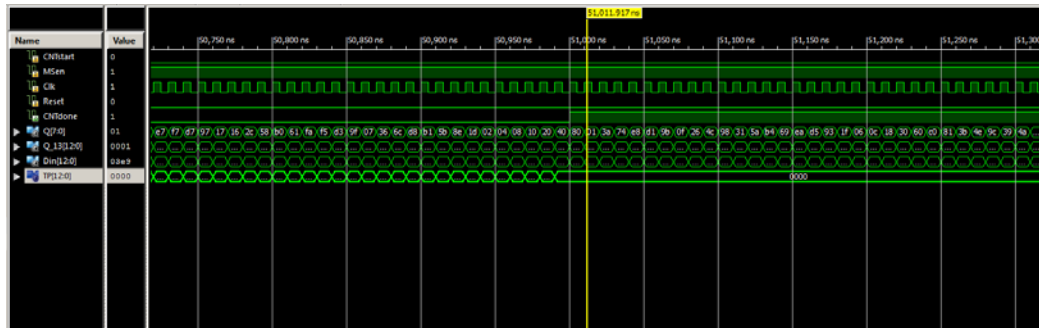 51,011.917 ns
Name Value 50,750 ns 50,800 ns 50,850 ns 50,900 ns 50,950 ns 51,000 ns 51,050 ns 51,100 ns 51,150 ns 51,200 ns 51,250 ns
CNTstart 0
MSen 1
Clk 1
Reset 0
CNTdone 1
Q[7:0] 01 e7 f7 d7 97 17 16 2c 58 b0 61 fa f5 d3 9f 07 36 6c d8 b1 5b 8e 1d 02 04 08 10 20 40 80 01 3a 74 e8 d1 9b 0f 26 4c 98 31 5a b4 69 ea d5 93 1f 06 0c 18 30 60 c0 81 3b 4e 9c 39 4a
Q_13[12:0] 0001
Din[12:0] 03e9
TP[12:0] 0000 0000